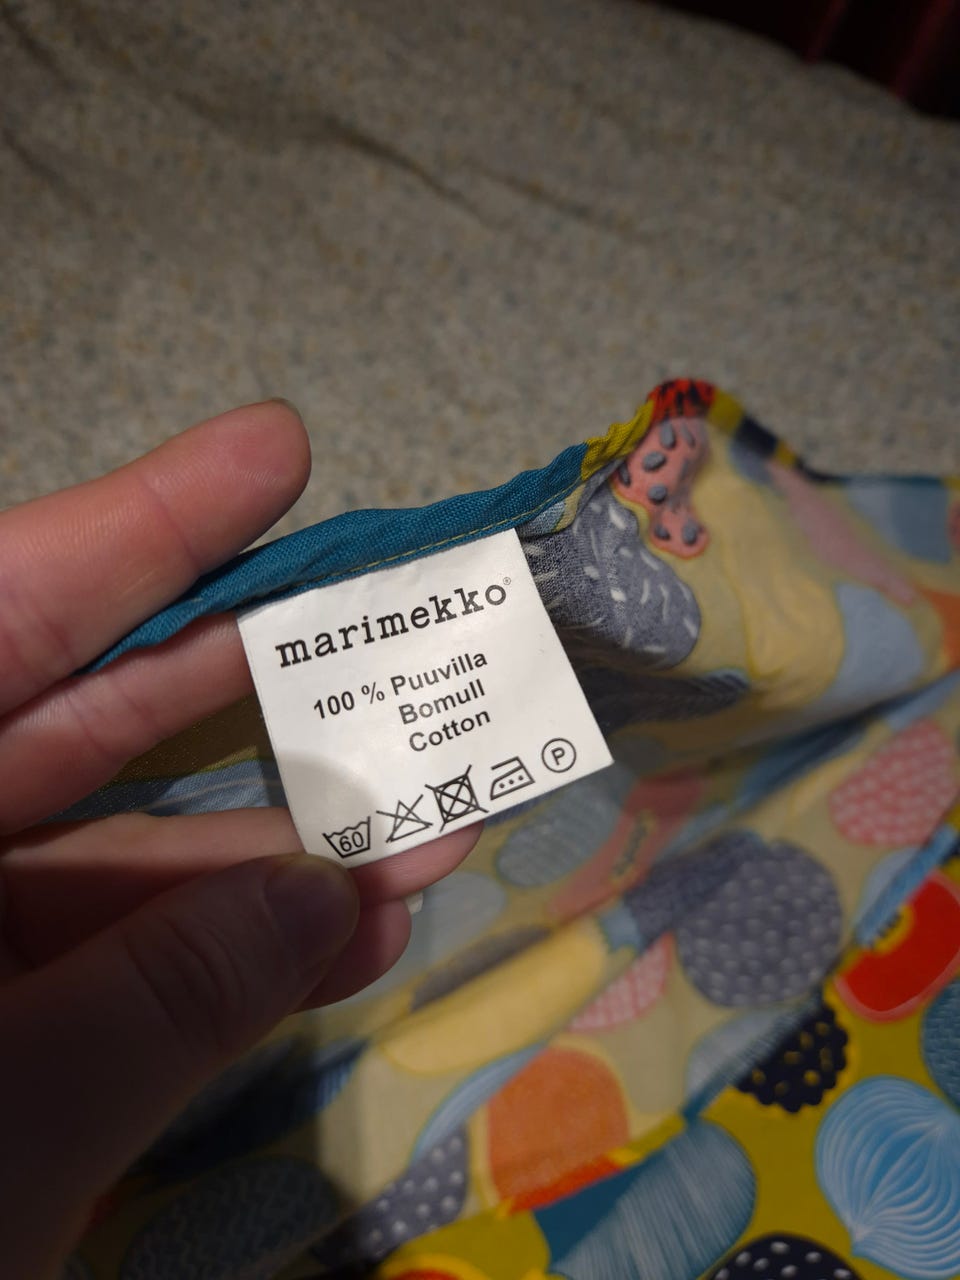 marimekko®
100 % Puuvilla
Bomull
Cotton
60 P